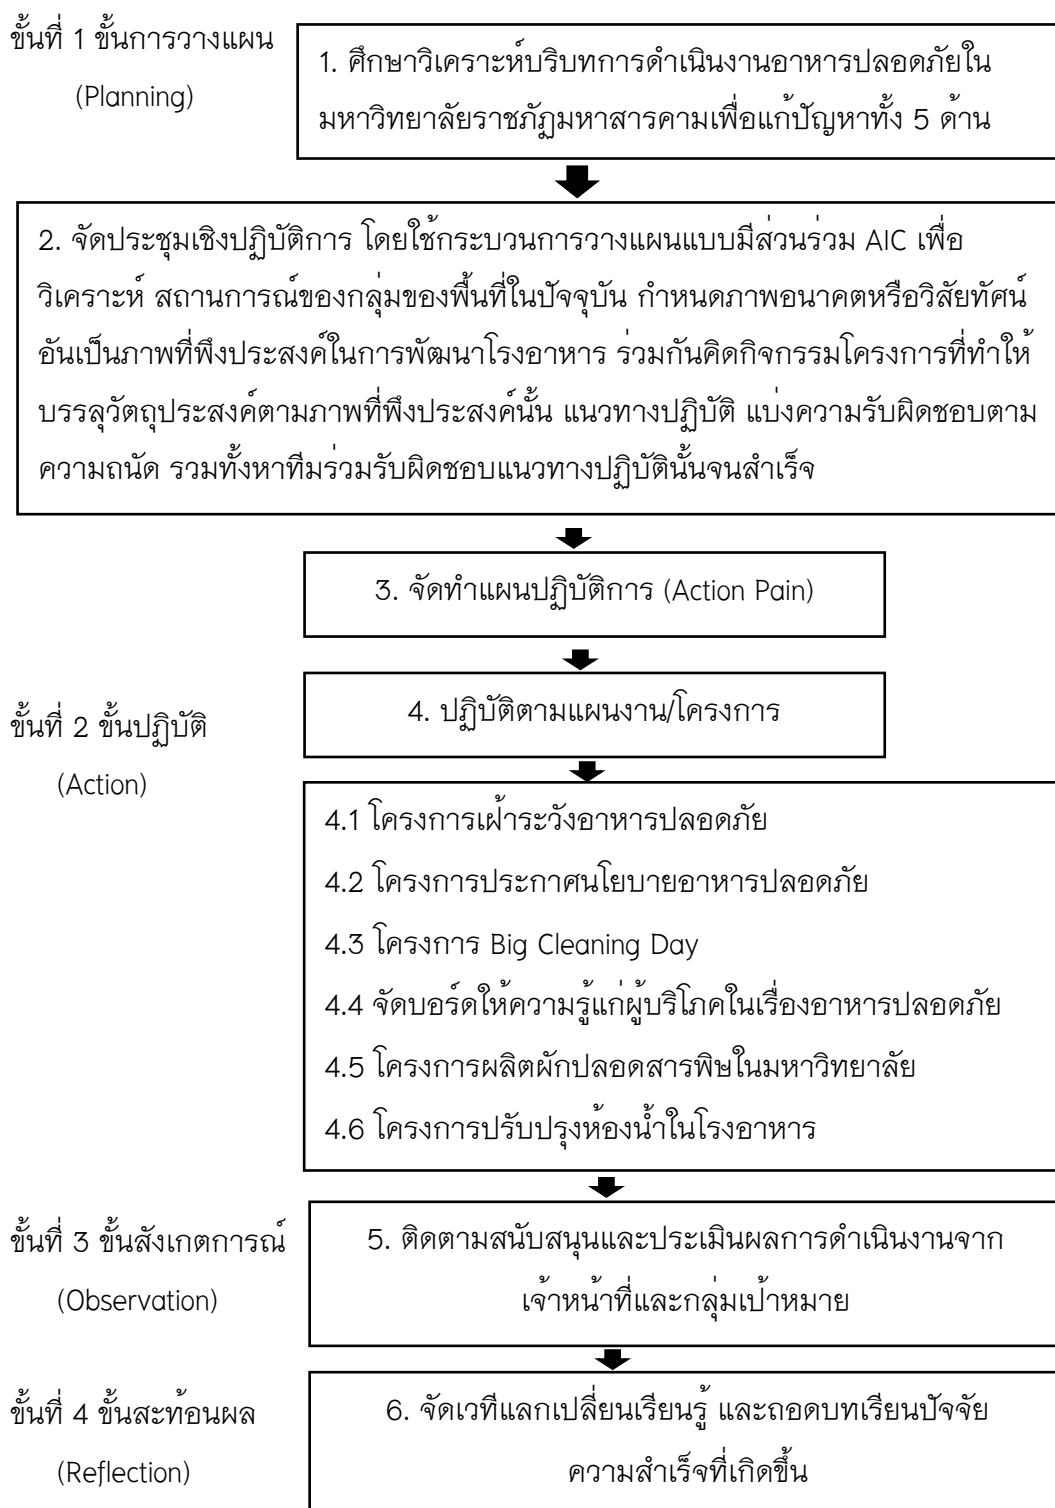 ขั้นที่ 1 ขั้นการวางแผน
(Planning)
1. ศึกษาวิเคราะห์บริบทการดำเนินงานอาหารปลอดภัยใน
มหาวิทยาลัยราชภัฏมหาสารคามเพื่อแก้ปัญหาทั้ง 5 ด้าน
2. จัดประชุมเชิงปฏิบัติการ โดยใช้กระบวนการวางแผนแบบมีส่วนร่วม AIC เพื่อ
วิเคราะห์ สถานการณ์ของกลุ่มของพื้นที่ในปัจจุบัน กำหนดภาพอนาคตหรือวิสัยทัศน์
อันเป็นภาพที่พึงประสงค์ในการพัฒนาโรงอาหาร ร่วมกันคิดกิจกรรมโครงการที่ทำให้
บรรลุวัตถุประสงค์ตามภาพที่พึงประสงค์นั้น แนวทางปฏิบัติ แบ่งความรับผิดชอบตาม
ความถนัด รวมทั้งหาทีมร่วมรับผิดชอบแนวทางปฏิบัตินั้นจนสำเร็จ
3. จัดทำแผนปฏิบัติการ (Action Pain)
ขั้นที่ 2 ขั้นปฏิบัติ
(Action)
4. ปฏิบัติตามแผนงาน/โครงการ
4.1 โครงการเฝ้าระวังอาหารปลอดภัย
4.2 โครงการประกาศนโยบายอาหารปลอดภัย
4.3 โครงการ Big Cleaning Day
4.4 จัดบอร์ดให้ความรู้แก่ผู้บริโภคในเรื่องอาหารปลอดภัย
4.5 โครงการผลิตผักปลอดสารพิษในมหาวิทยาลัย
4.6 โครงการปรับปรุงห้องน้ำในโรงอาหาร
ขั้นที่ 3 ขั้นสังเกตการณ์
(Observation)
5. ติดตามสนับสนุนและประเมินผลการดำเนินงานจาก
เจ้าหน้าที่และกลุ่มเป้าหมาย
ขั้นที่ 4 ขั้นสะท้อนผล
(Reflection)
6. จัดเวทีแลกเปลี่ยนเรียนรู้ และถอดบทเรียนปัจจัย
ความสำเร็จที่เกิดขึ้น